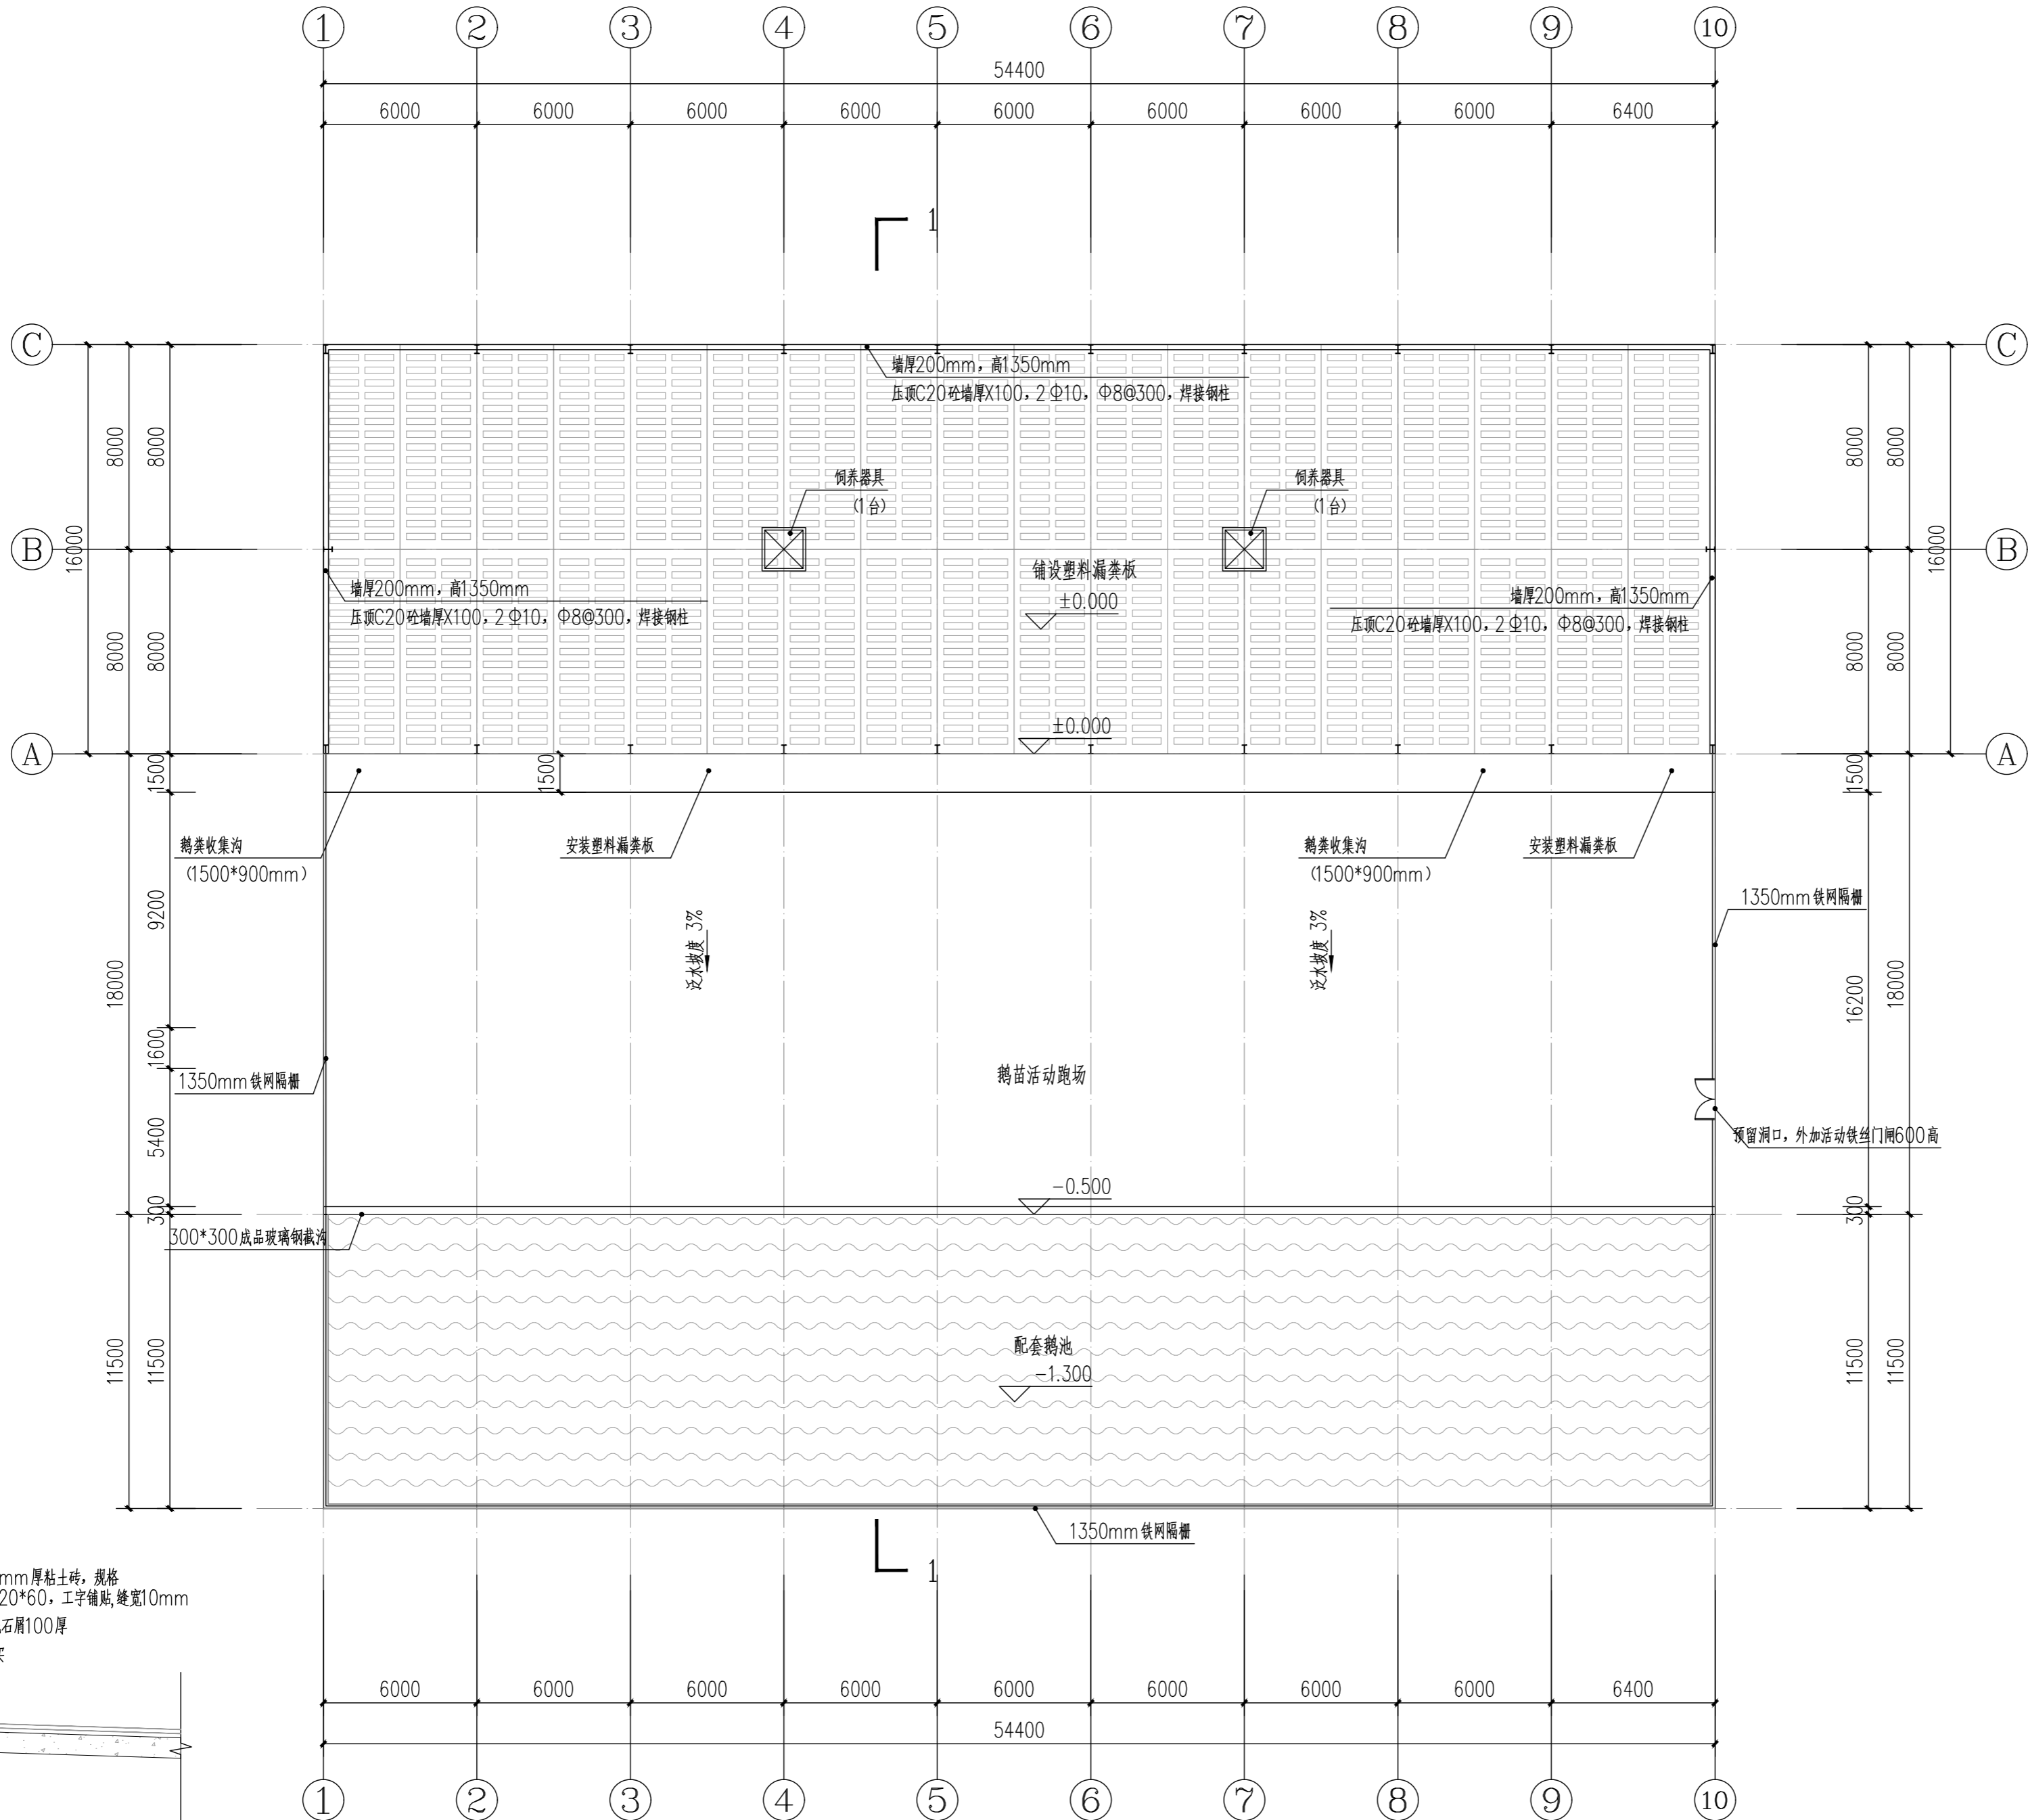 1 2 3 4 5 6 7 8 9 10
54400
6000 6000 6000 6000 6000 6000 6000 6000 6400
1
C C
墙厚200mm，高1350mm
压顶C20砼墙厚X100，2Φ10，Φ8@300，焊接钢柱
8000 8000 8000 8000
饲养器具 饲养器具
(1台) (1台)
16000 16000
B B
铺设塑料漏粪板
±0.000
墙厚200mm，高1350mm
压顶C20砼墙厚X100，2Φ10，Φ8@300，焊接钢柱
墙厚200mm，高1350mm
压顶C20砼墙厚X100，2Φ10，Φ8@300，焊接钢柱
8000 8000 8000 8000
±0.000
A A
1500 1500 1500
鹅粪收集沟
（1500*900mm）
安装塑料漏粪板
鹅粪收集沟
（1500*900mm）
安装塑料漏粪板
1350mm铁网隔栅
9200
泛水坡度 3% 泛水坡度 3%
18000 16200 18000
1600
1350mm铁网隔栅
鹅苗活动跑场
5400
预留洞口，外加活动铁丝门闸600高
-0.500
300 300
300*300成品玻璃钢截沟
配套鹅池
-1.300
11500 11500 11500 11500
1350mm铁网隔栅
1
mm厚粘土砖，规格
20*60，工字铺贴,缝宽10mm
石屑100厚
6000 6000 6000 6000 6000 6000 6000 6000 6400
54400
1 2 3 4 5 6 7 8 9 10